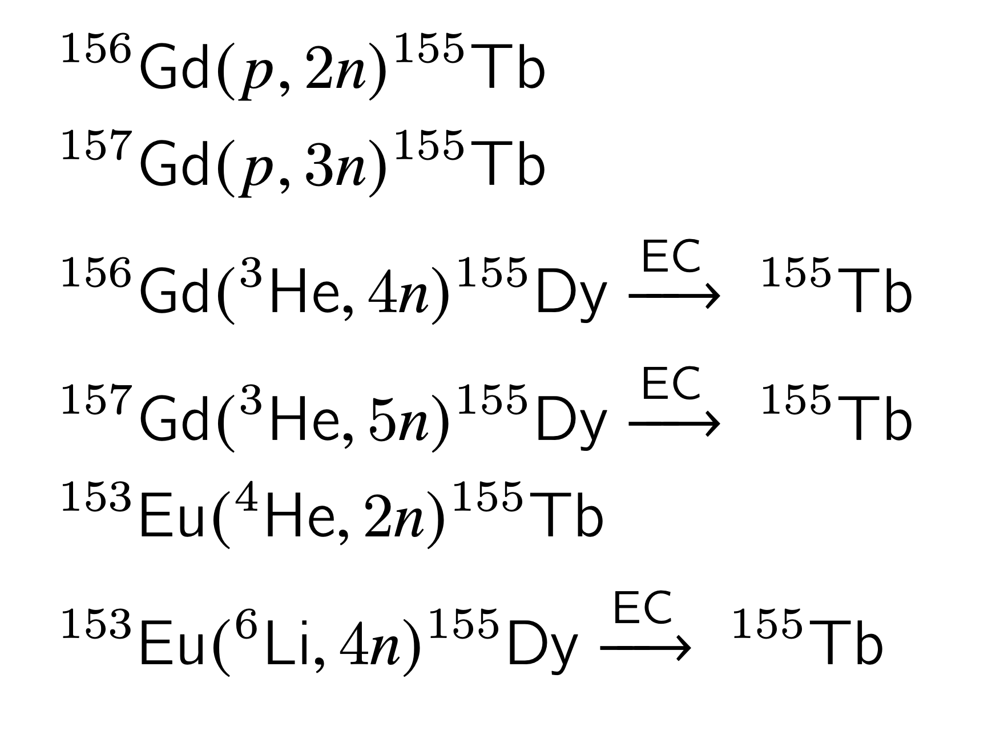 ¹⁵⁶Gd(p, 2n)¹⁵⁵Tb
¹⁵⁷Gd(p, 3n)¹⁵⁵Tb
¹⁵⁶Gd(³He, 4n)¹⁵⁵Dy EC⟶ ¹⁵⁵Tb
¹⁵⁷Gd(³He, 5n)¹⁵⁵Dy EC⟶ ¹⁵⁵Tb
¹⁵³Eu(⁴He, 2n)¹⁵⁵Tb
¹⁵³Eu(⁶Li, 4n)¹⁵⁵Dy EC⟶ ¹⁵⁵Tb